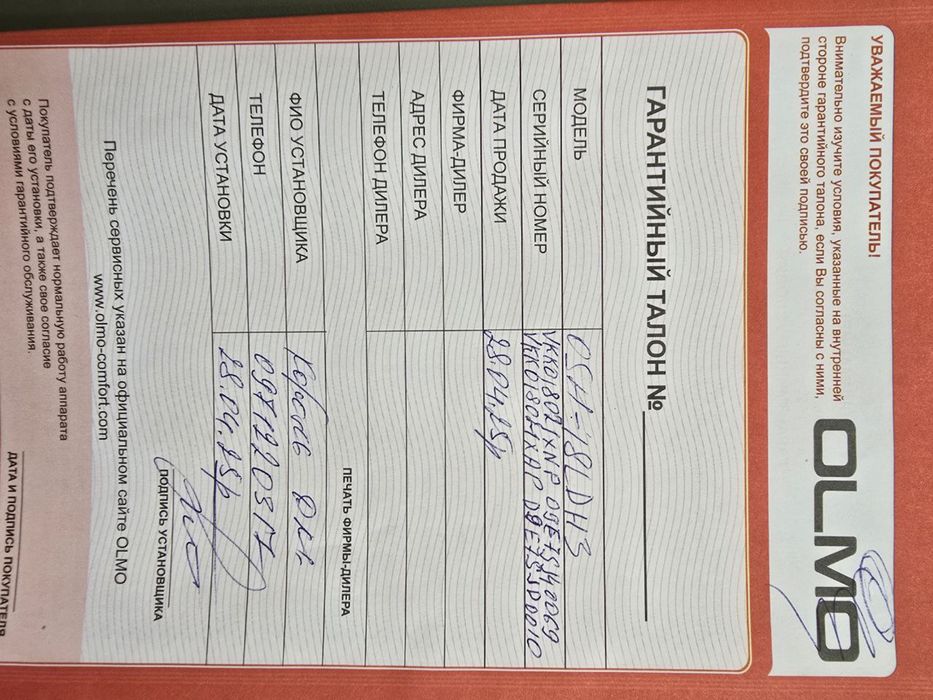 УВАЖАЕМЫЙ ПОКУПАТЕЛЬ!
Внимательно изучите условия, указанные на внутренней
стороне гарантийного талона, если Вы согласны с ними,
подтвердите это своей подписью.
OLMO
ГАРАНТИЙНЫЙ ТАЛОН №
МОДЕЛЬ OSH-18LDH3
СЕРИЙНЫЙ НОМЕР
ДАТА ПРОДАЖИ 28.04.25р
ФИРМА-ДИЛЕР
АДРЕС ДИЛЕРА
ТЕЛЕФОН ДИЛЕРА
ПЕЧАТЬ ФИРМЫ-ДИЛЕРА
ФИО УСТАНОВЩИКА
ТЕЛЕФОН
ДАТА УСТАНОВКИ 28.04.25р
ПОДПИСЬ УСТАНОВЩИКА
Перечень сервисных указан на официальном сайте OLMO
www.olmo-comfort.com
Покупатель подтверждает нормальную работу аппарата
с даты его установки, а также свое согласие
с условиями гарантийного обслуживания.
ДАТА И ПОДПИСЬ ПОКУПАТЕЛЯ